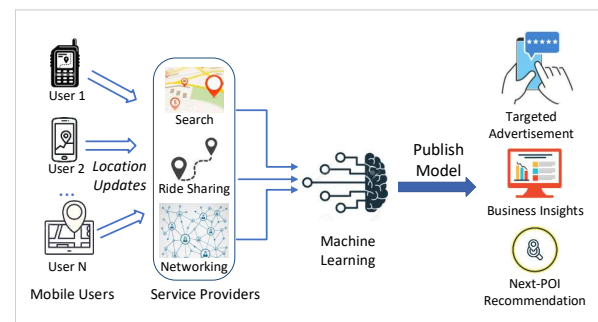 User 1
User 2
...
User N
Mobile Users
Location
Updates
Search
Ride Sharing
Networking
Service Providers
Machine
Learning
Publish
Model
Targeted
Advertisement
Business Insights
Next-POI
Recommendation